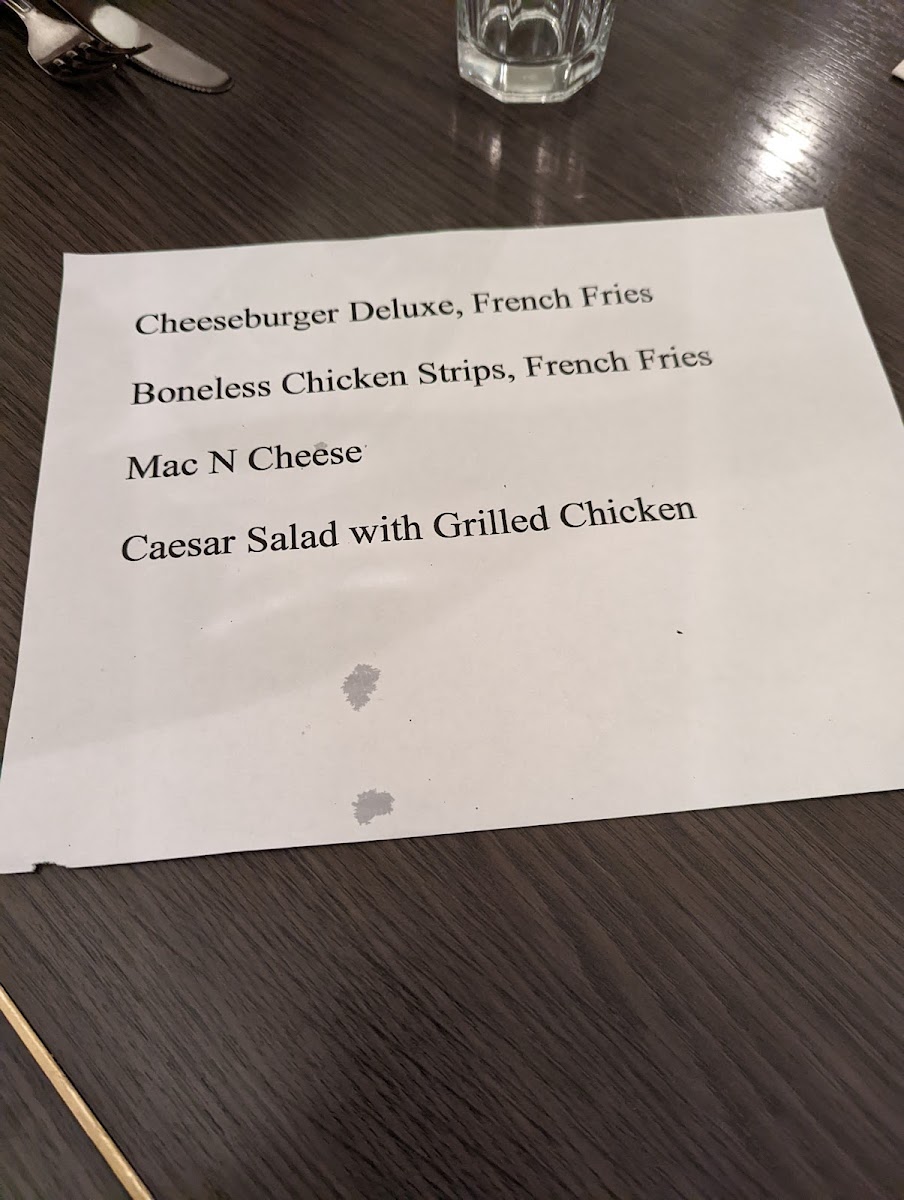 Cheeseburger Deluxe, French Fries
Boneless Chicken Strips, French Fries
Mac N Cheese
Caesar Salad with Grilled Chicken